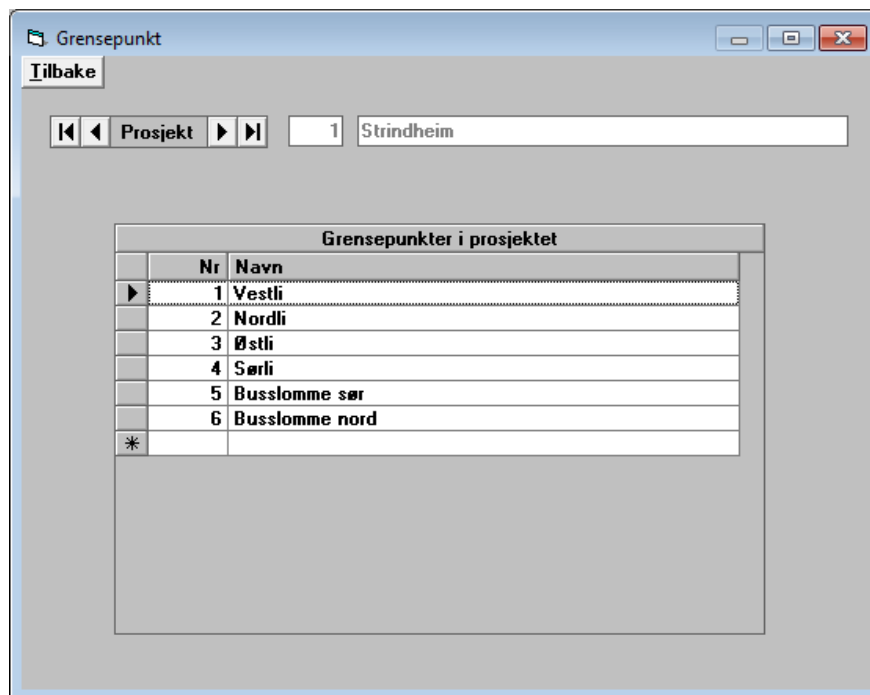 Grensepunkt
Tilbake
Prosjekt 1 Strindheim
Grensepunkter i prosjektet
Nr Navn
1 Vestli
2 Nordli
3 Østli
4 Sørli
5 Busslomme sør
6 Busslomme nord